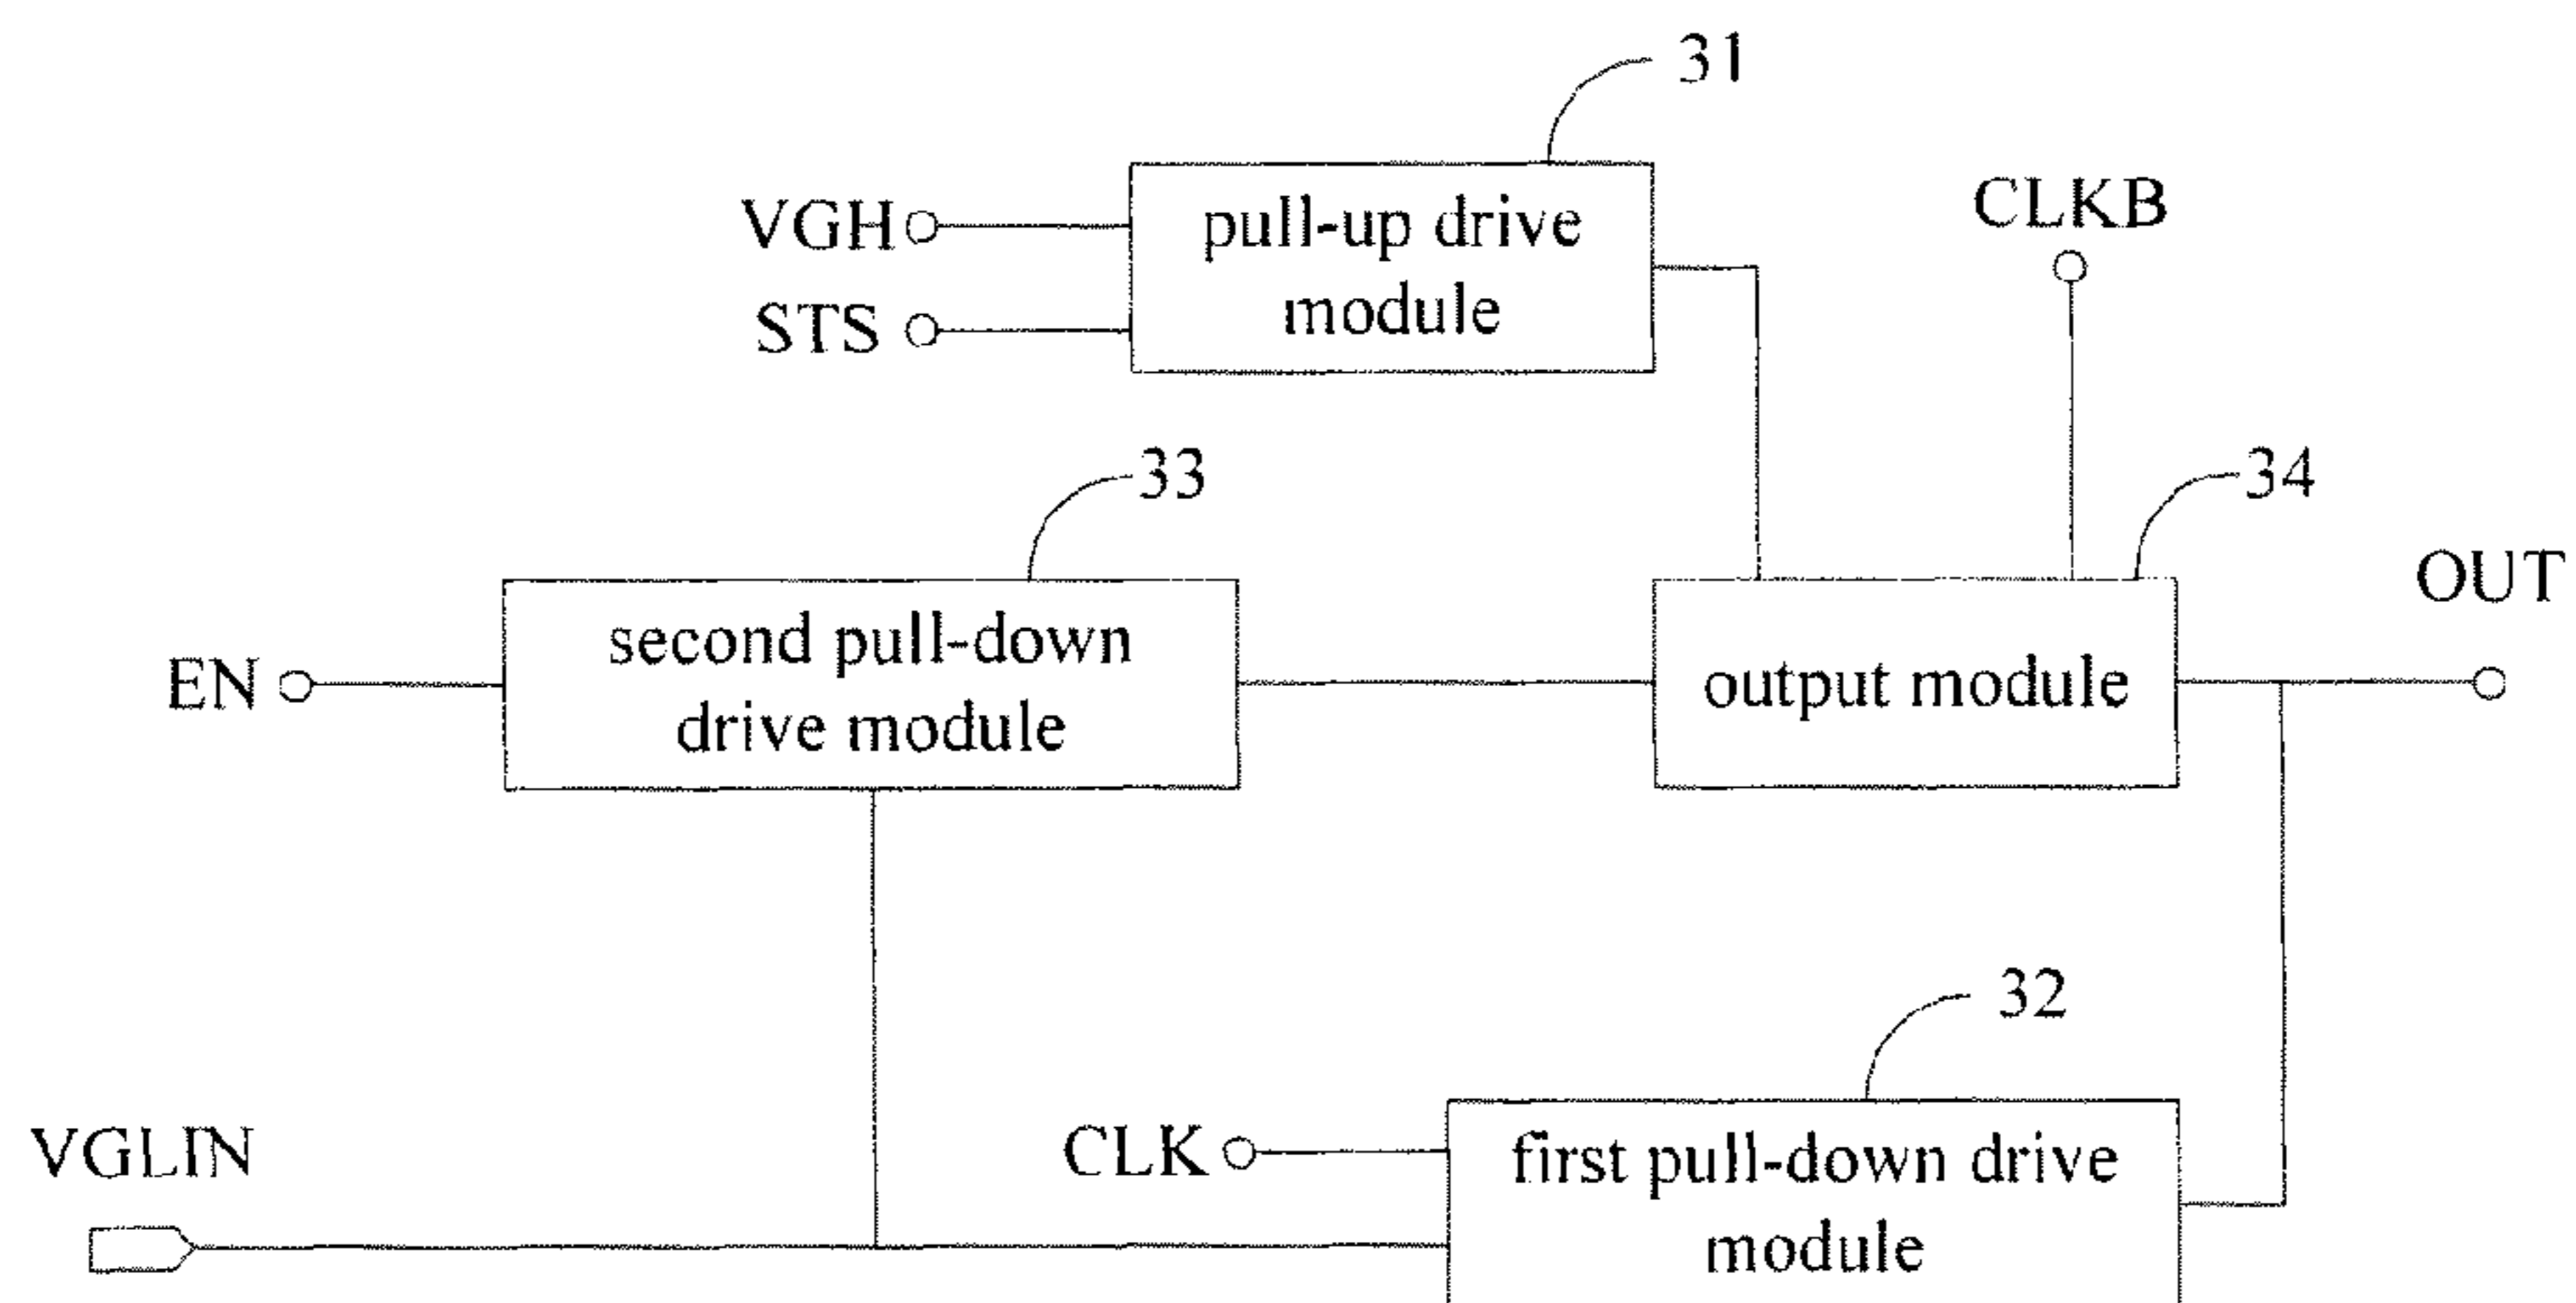 31
VGH
pull-up drive
module
CLKB
STS
33
34
OUT
second pull-down
drive module
EN
output module
32
VGLIN
CLK
first pull-down drive
module